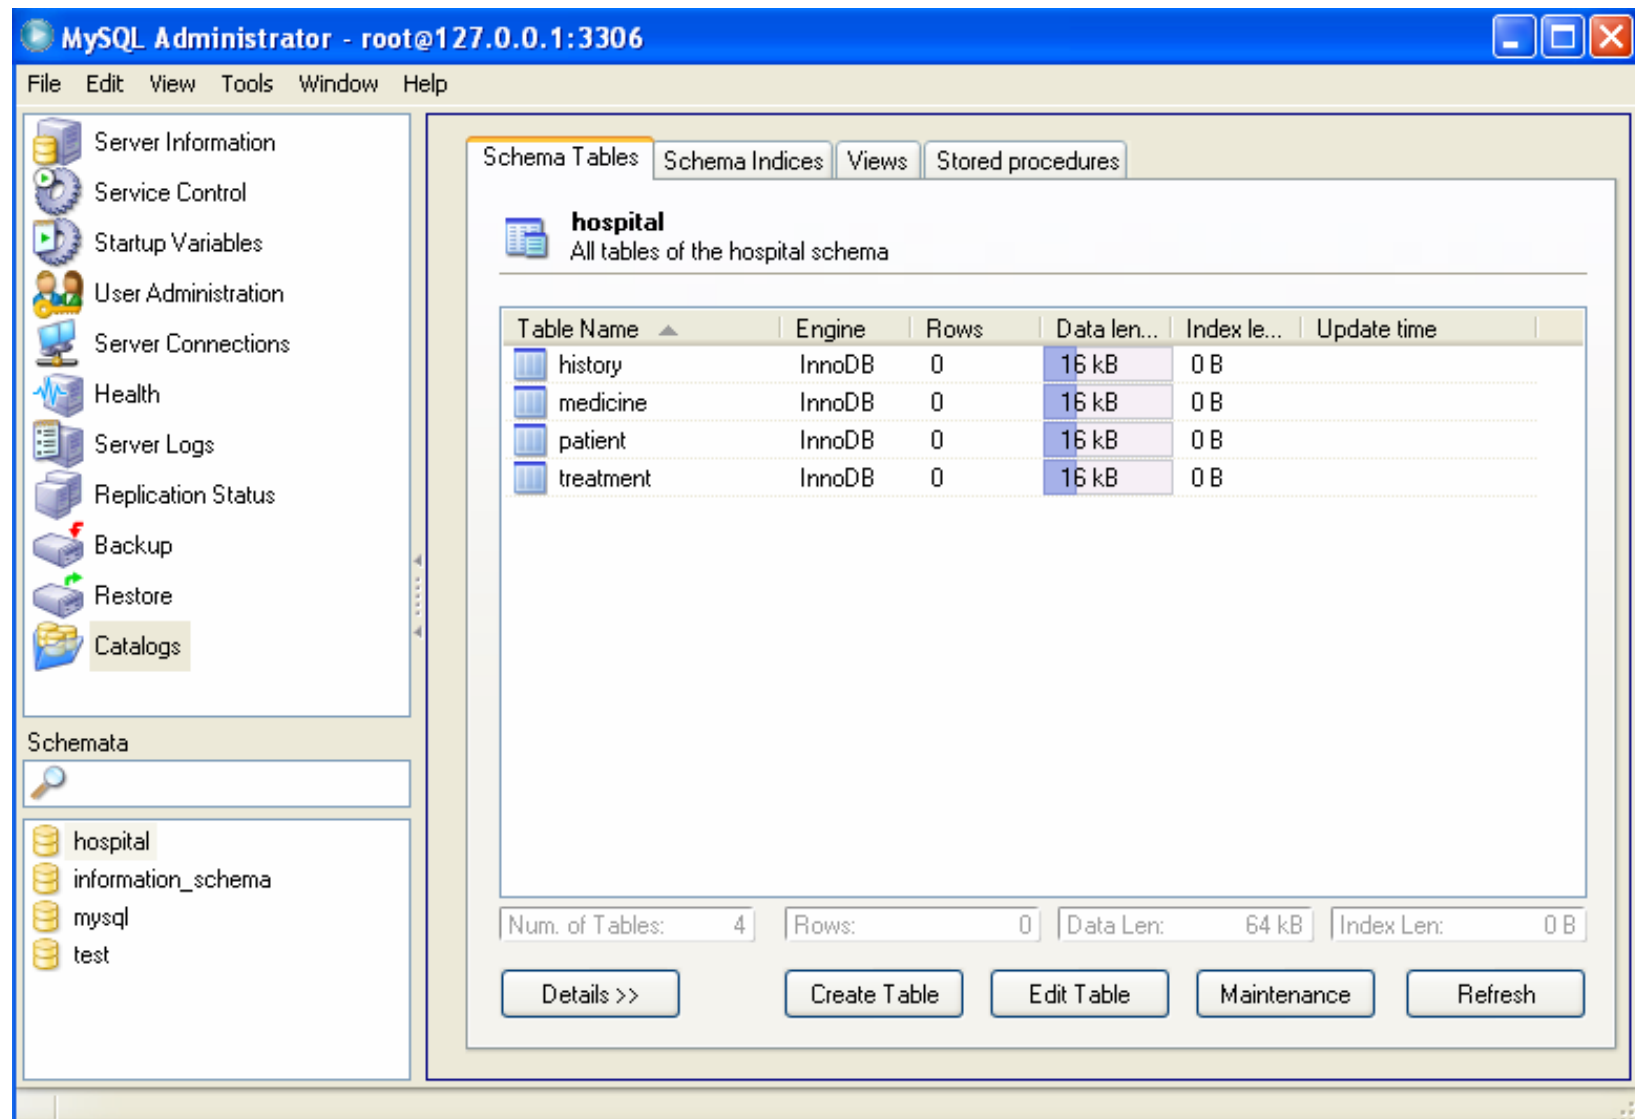 MySQL Administrator - root@127.0.0.1:3306
File Edit View Tools Window Help
Server Information
Service Control
Startup Variables
User Administration
Server Connections
Health
Server Logs
Replication Status
Backup
Restore
Catalogs
Schemata
hospital
information_schema
mysql
test
Schema Tables Schema Indices Views Stored procedures
hospital
All tables of the hospital schema
Table Name Engine Rows Data len... Index le... Update time
history InnoDB 0 16 kB 0 B
medicine InnoDB 0 16 kB 0 B
patient InnoDB 0 16 kB 0 B
treatment InnoDB 0 16 kB 0 B
Num. of Tables: 4 Rows: 0 Data Len: 64 kB Index Len: 0 B
Details >> Create Table Edit Table Maintenance Refresh